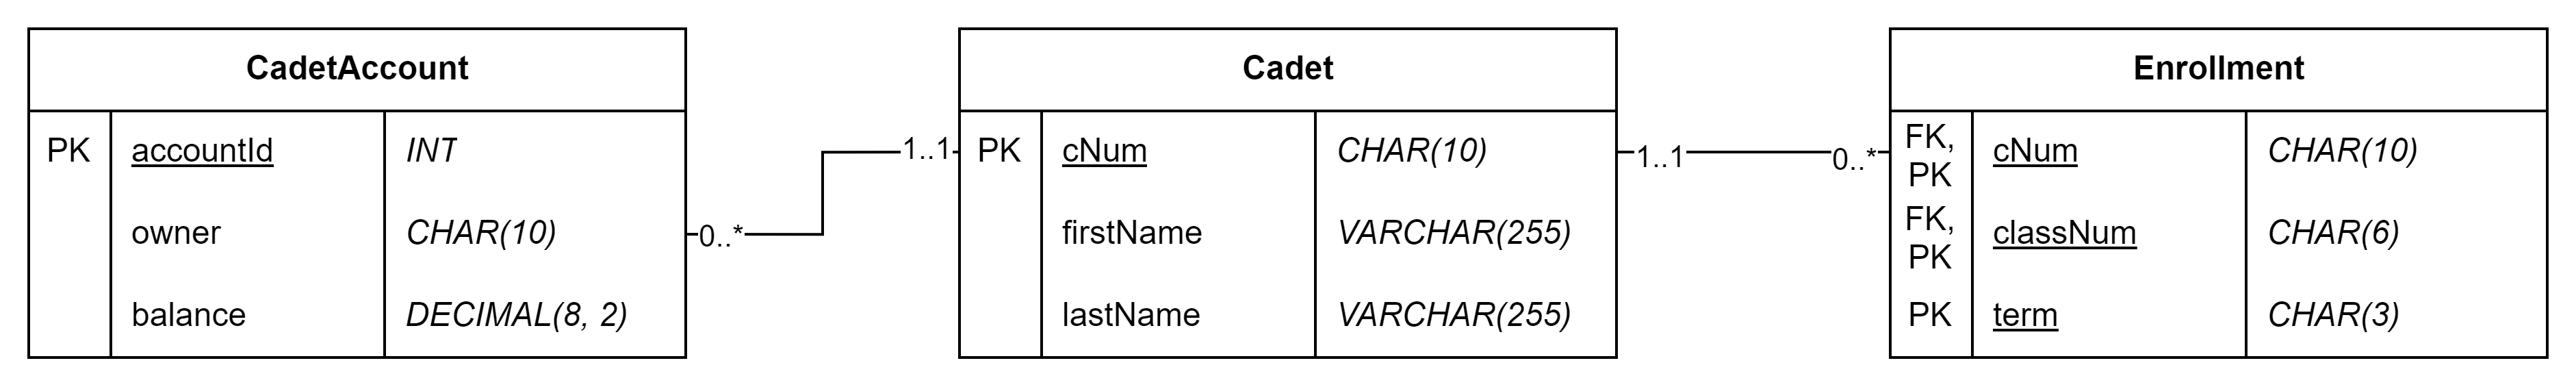 CadetAccount
PK accountId INT
owner CHAR(10)
balance DECIMAL(8, 2)
0..*
1..1
Cadet
PK cNum CHAR(10)
firstName VARCHAR(255)
lastName VARCHAR(255)
1..1
0..*
Enrollment
FK,
PK cNum CHAR(10)
FK,
PK classNum CHAR(6)
PK term CHAR(3)